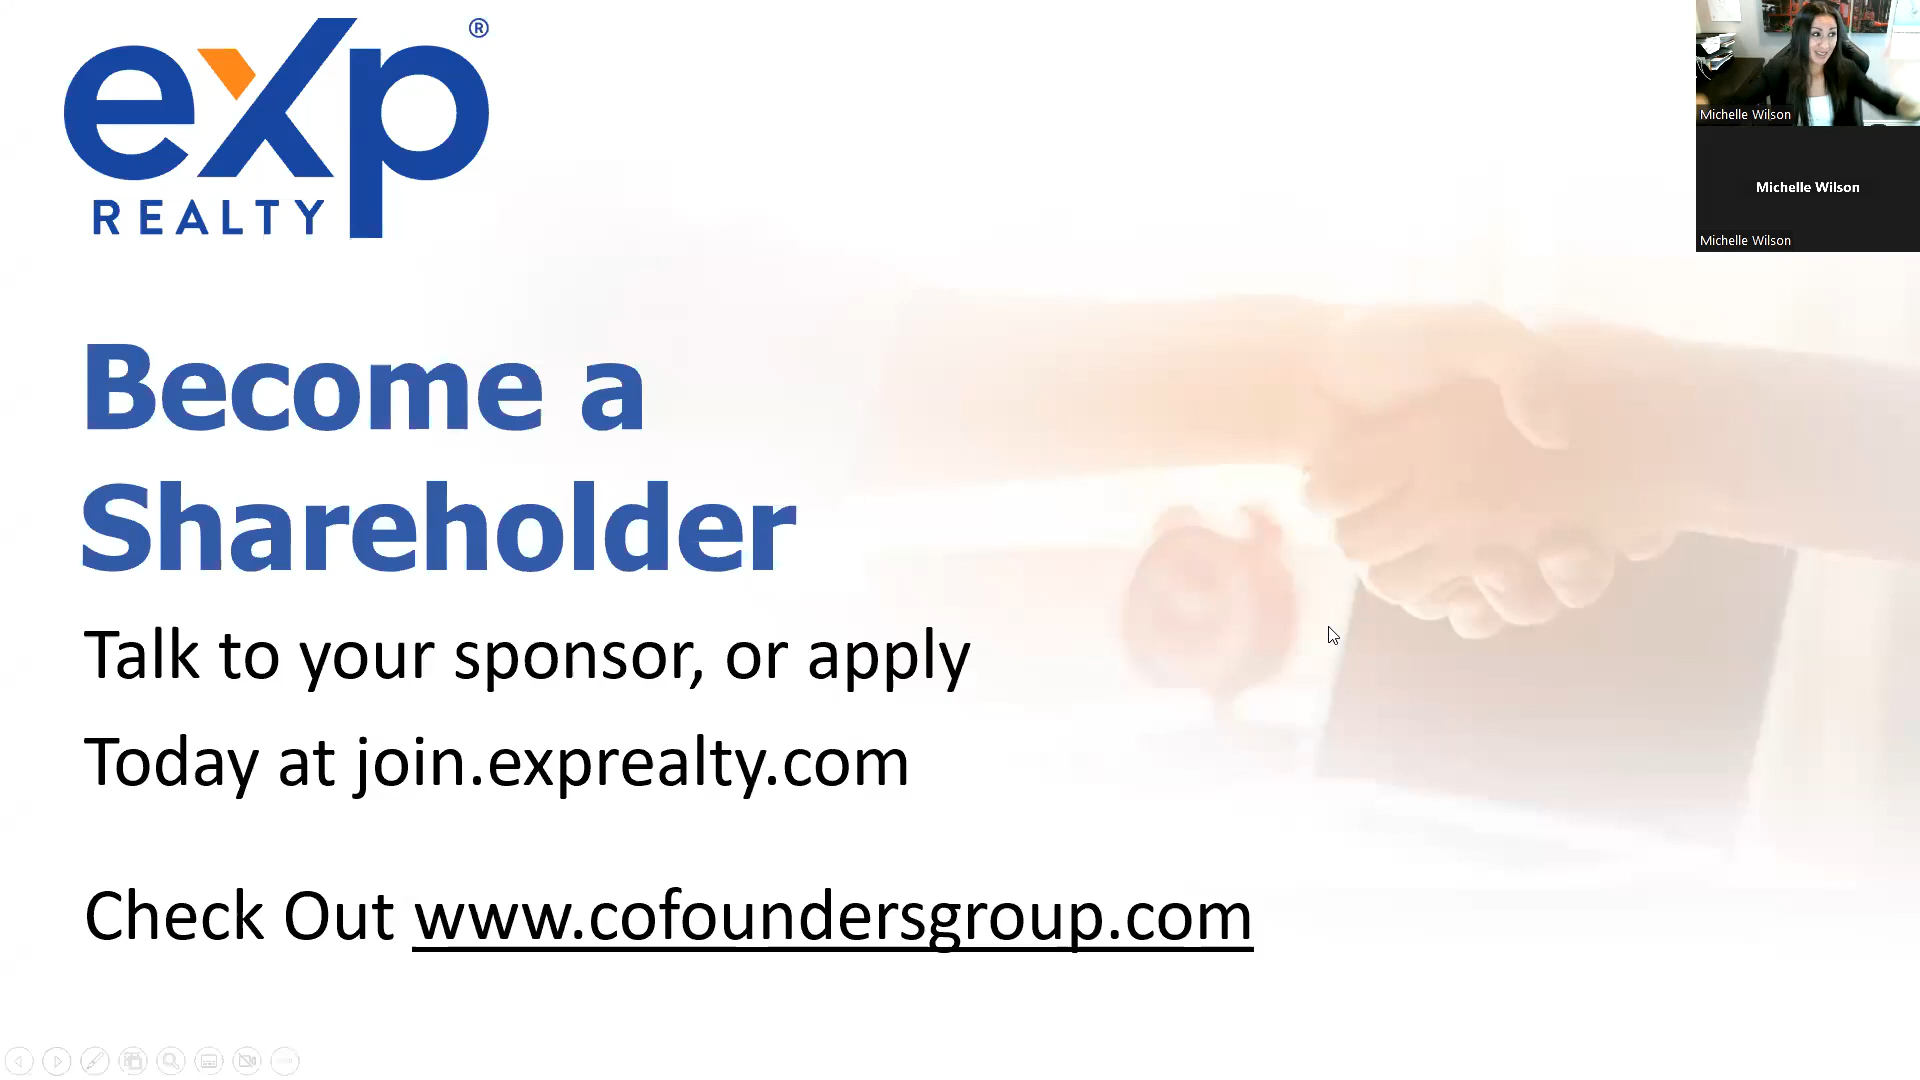 exp®
REALTY
Michelle Wilson
Michelle Wilson
Michelle Wilson
Become a
Shareholder
Talk to your sponsor, or apply
Today at join.exprealty.com
Check Out www.cofoundersgroup.com